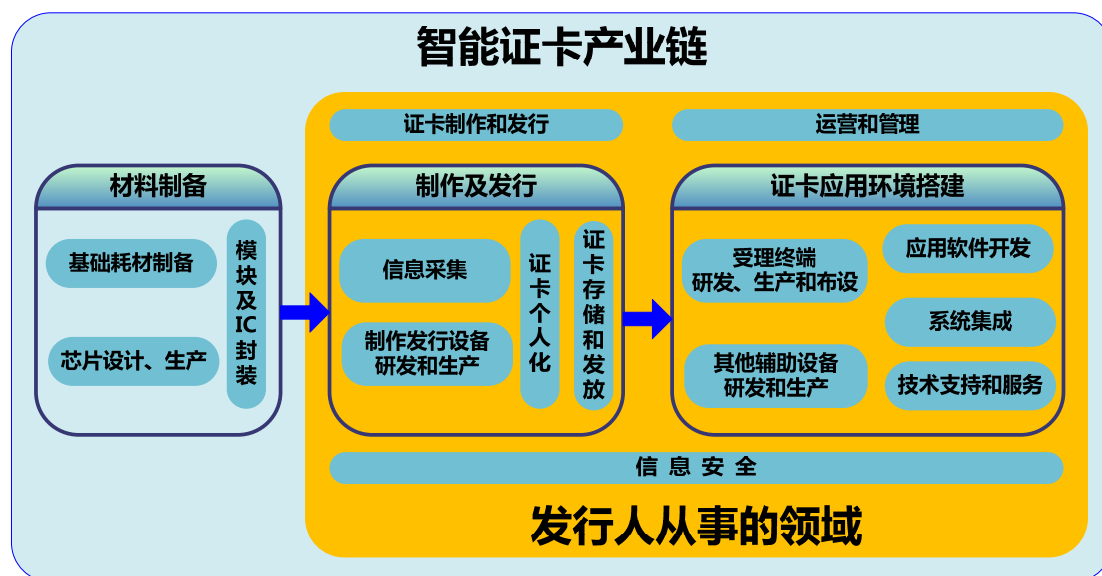 智能证卡产业链
证卡制作和发行
运营和管理
材料制备
基础耗材制备
芯片设计、生产
模块及IC封装
制作及发行
信息采集
制作发行设备
研发和生产
证卡个人化
证卡存储和发放
证卡应用环境搭建
受理终端
研发、生产和布设
其他辅助设备
研发和生产
应用软件开发
系统集成
技术支持和服务
信息安全
发行人从事的领域